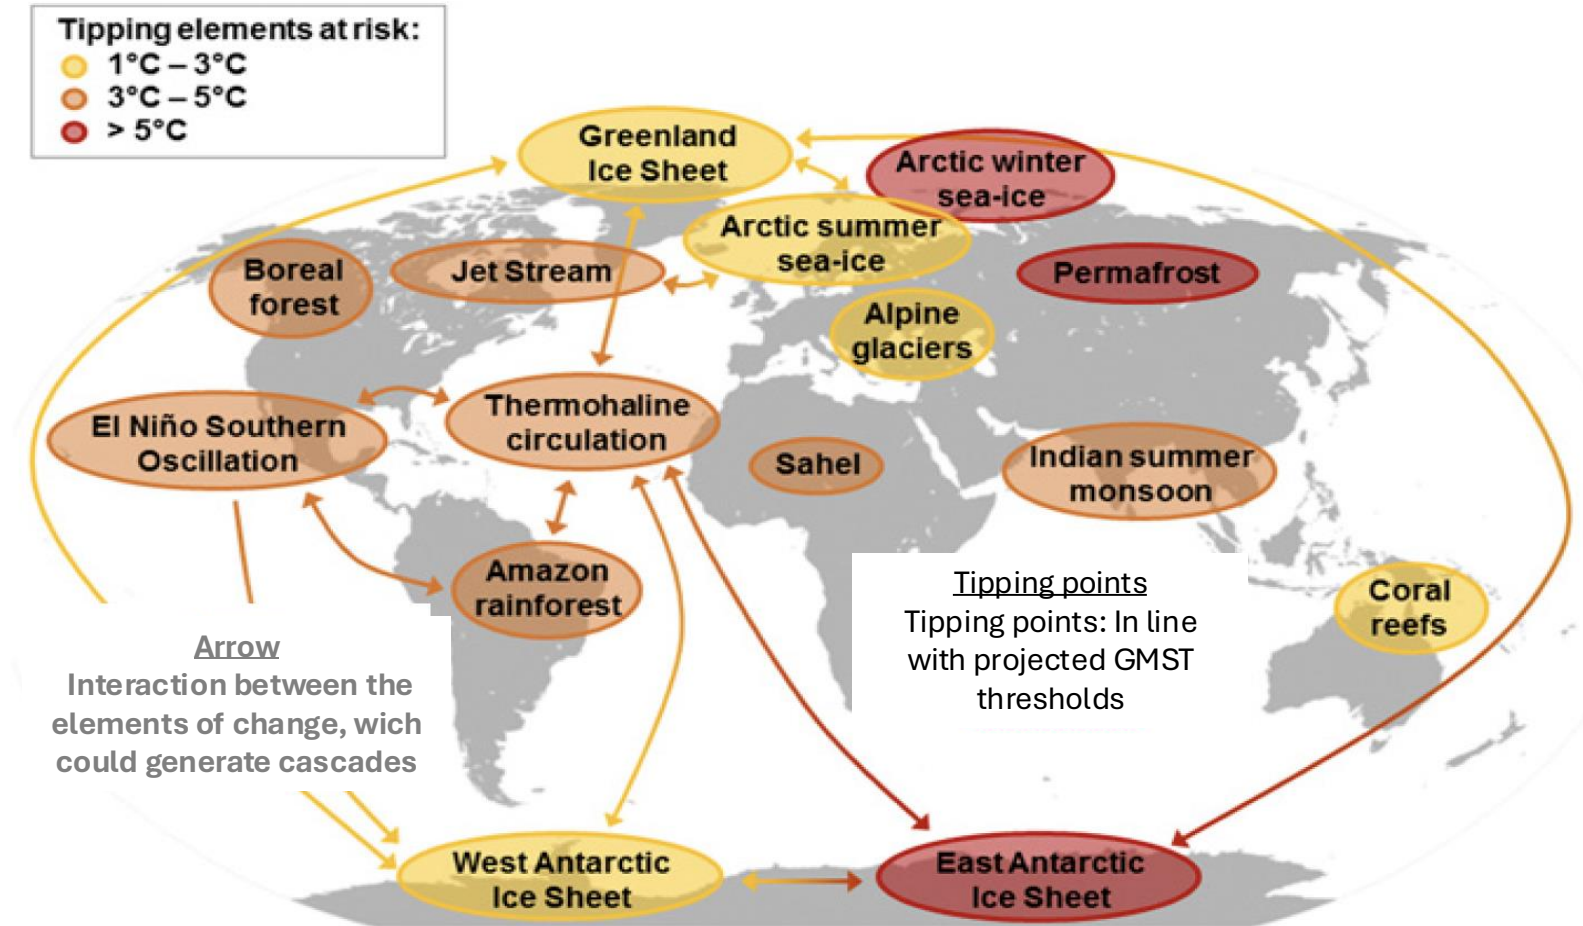 Tipping elements at risk:
1°C – 3°C
3°C – 5°C
> 5°C
Greenland
Ice Sheet
Arctic winter
sea-ice
Arctic summer
sea-ice
Boreal
forest
Jet Stream
Permafrost
Alpine
glaciers
El Niño Southern
Oscillation
Thermohaline
circulation
Sahel
Indian summer
monsoon
Amazon
rainforest
Coral
reefs
Tipping points
Tipping points: In line
with projected GMST
thresholds
Arrow
Interaction between the
elements of change, wich
could generate cascades
West Antarctic
Ice Sheet
East Antarctic
Ice Sheet